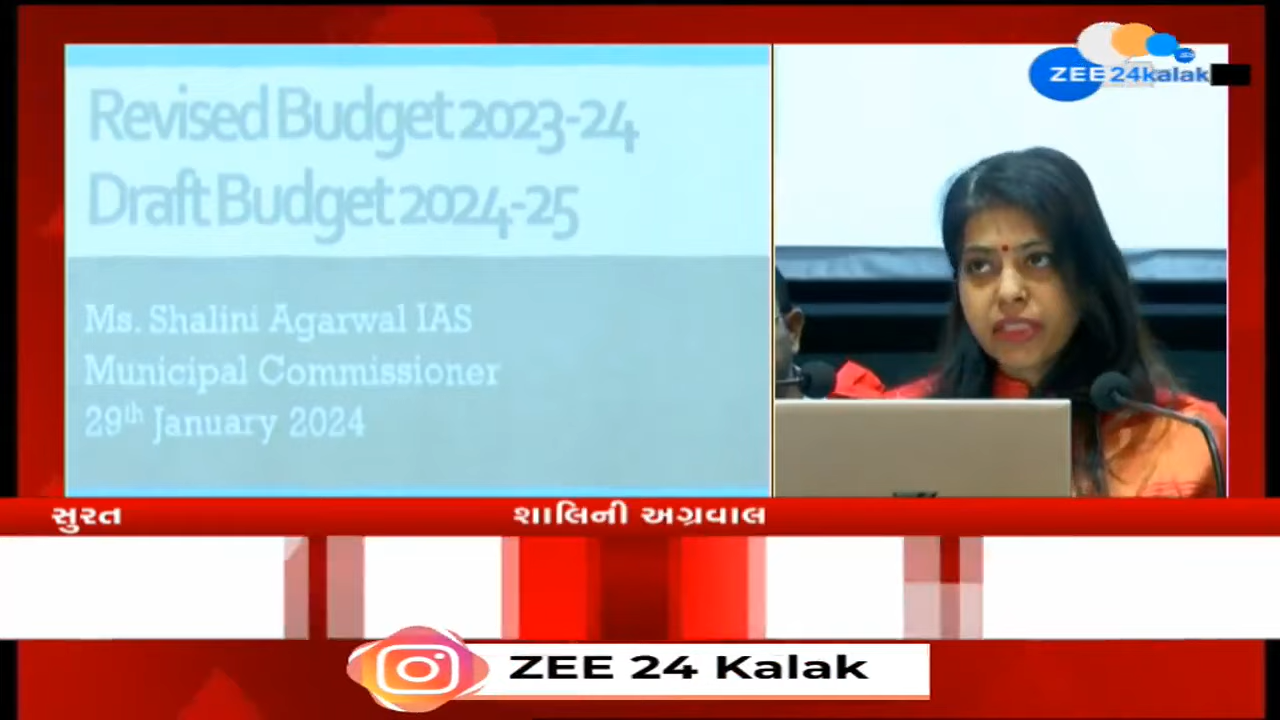 Revised Budget 2023-24
Draft Budget 2024-25
Ms. Shalini Agarwal IAS
Municipal Commissioner
29th January 2024
ZEE 24kalak
સુરત
શાલિની અગ્રવાલ
ZEE 24 Kalak